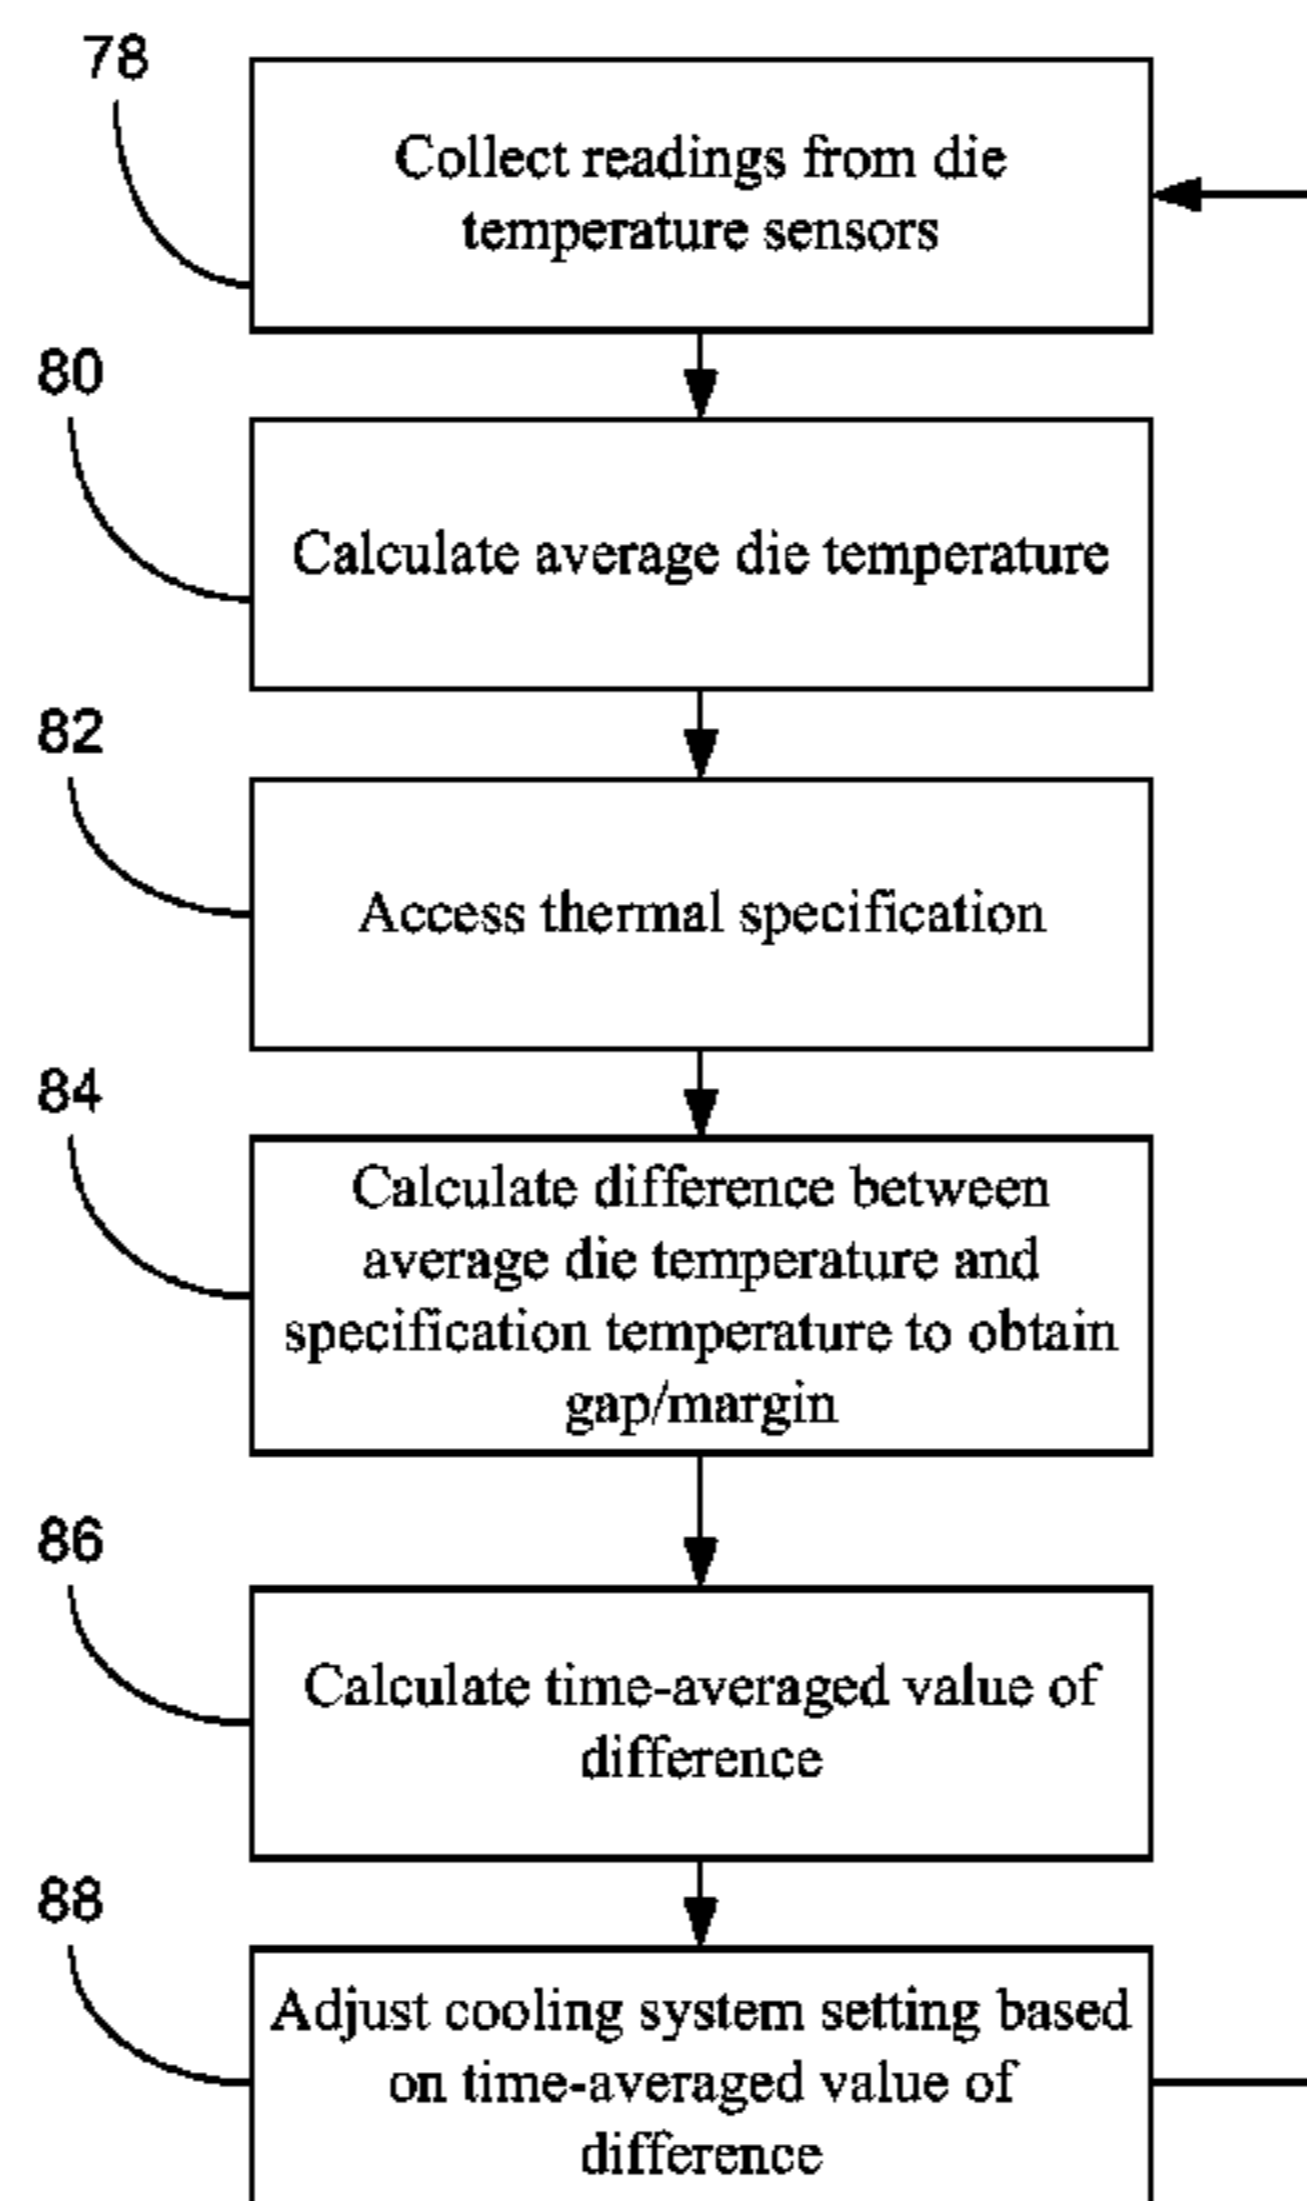 78
Collect readings from die
temperature sensors
80
Calculate average die temperature
82
Access thermal specification
84
Calculate difference between
average die temperature and
specification temperature to obtain
gap/margin
86
Calculate time-averaged value of
difference
88
Adjust cooling system setting based
on time-averaged value of
difference